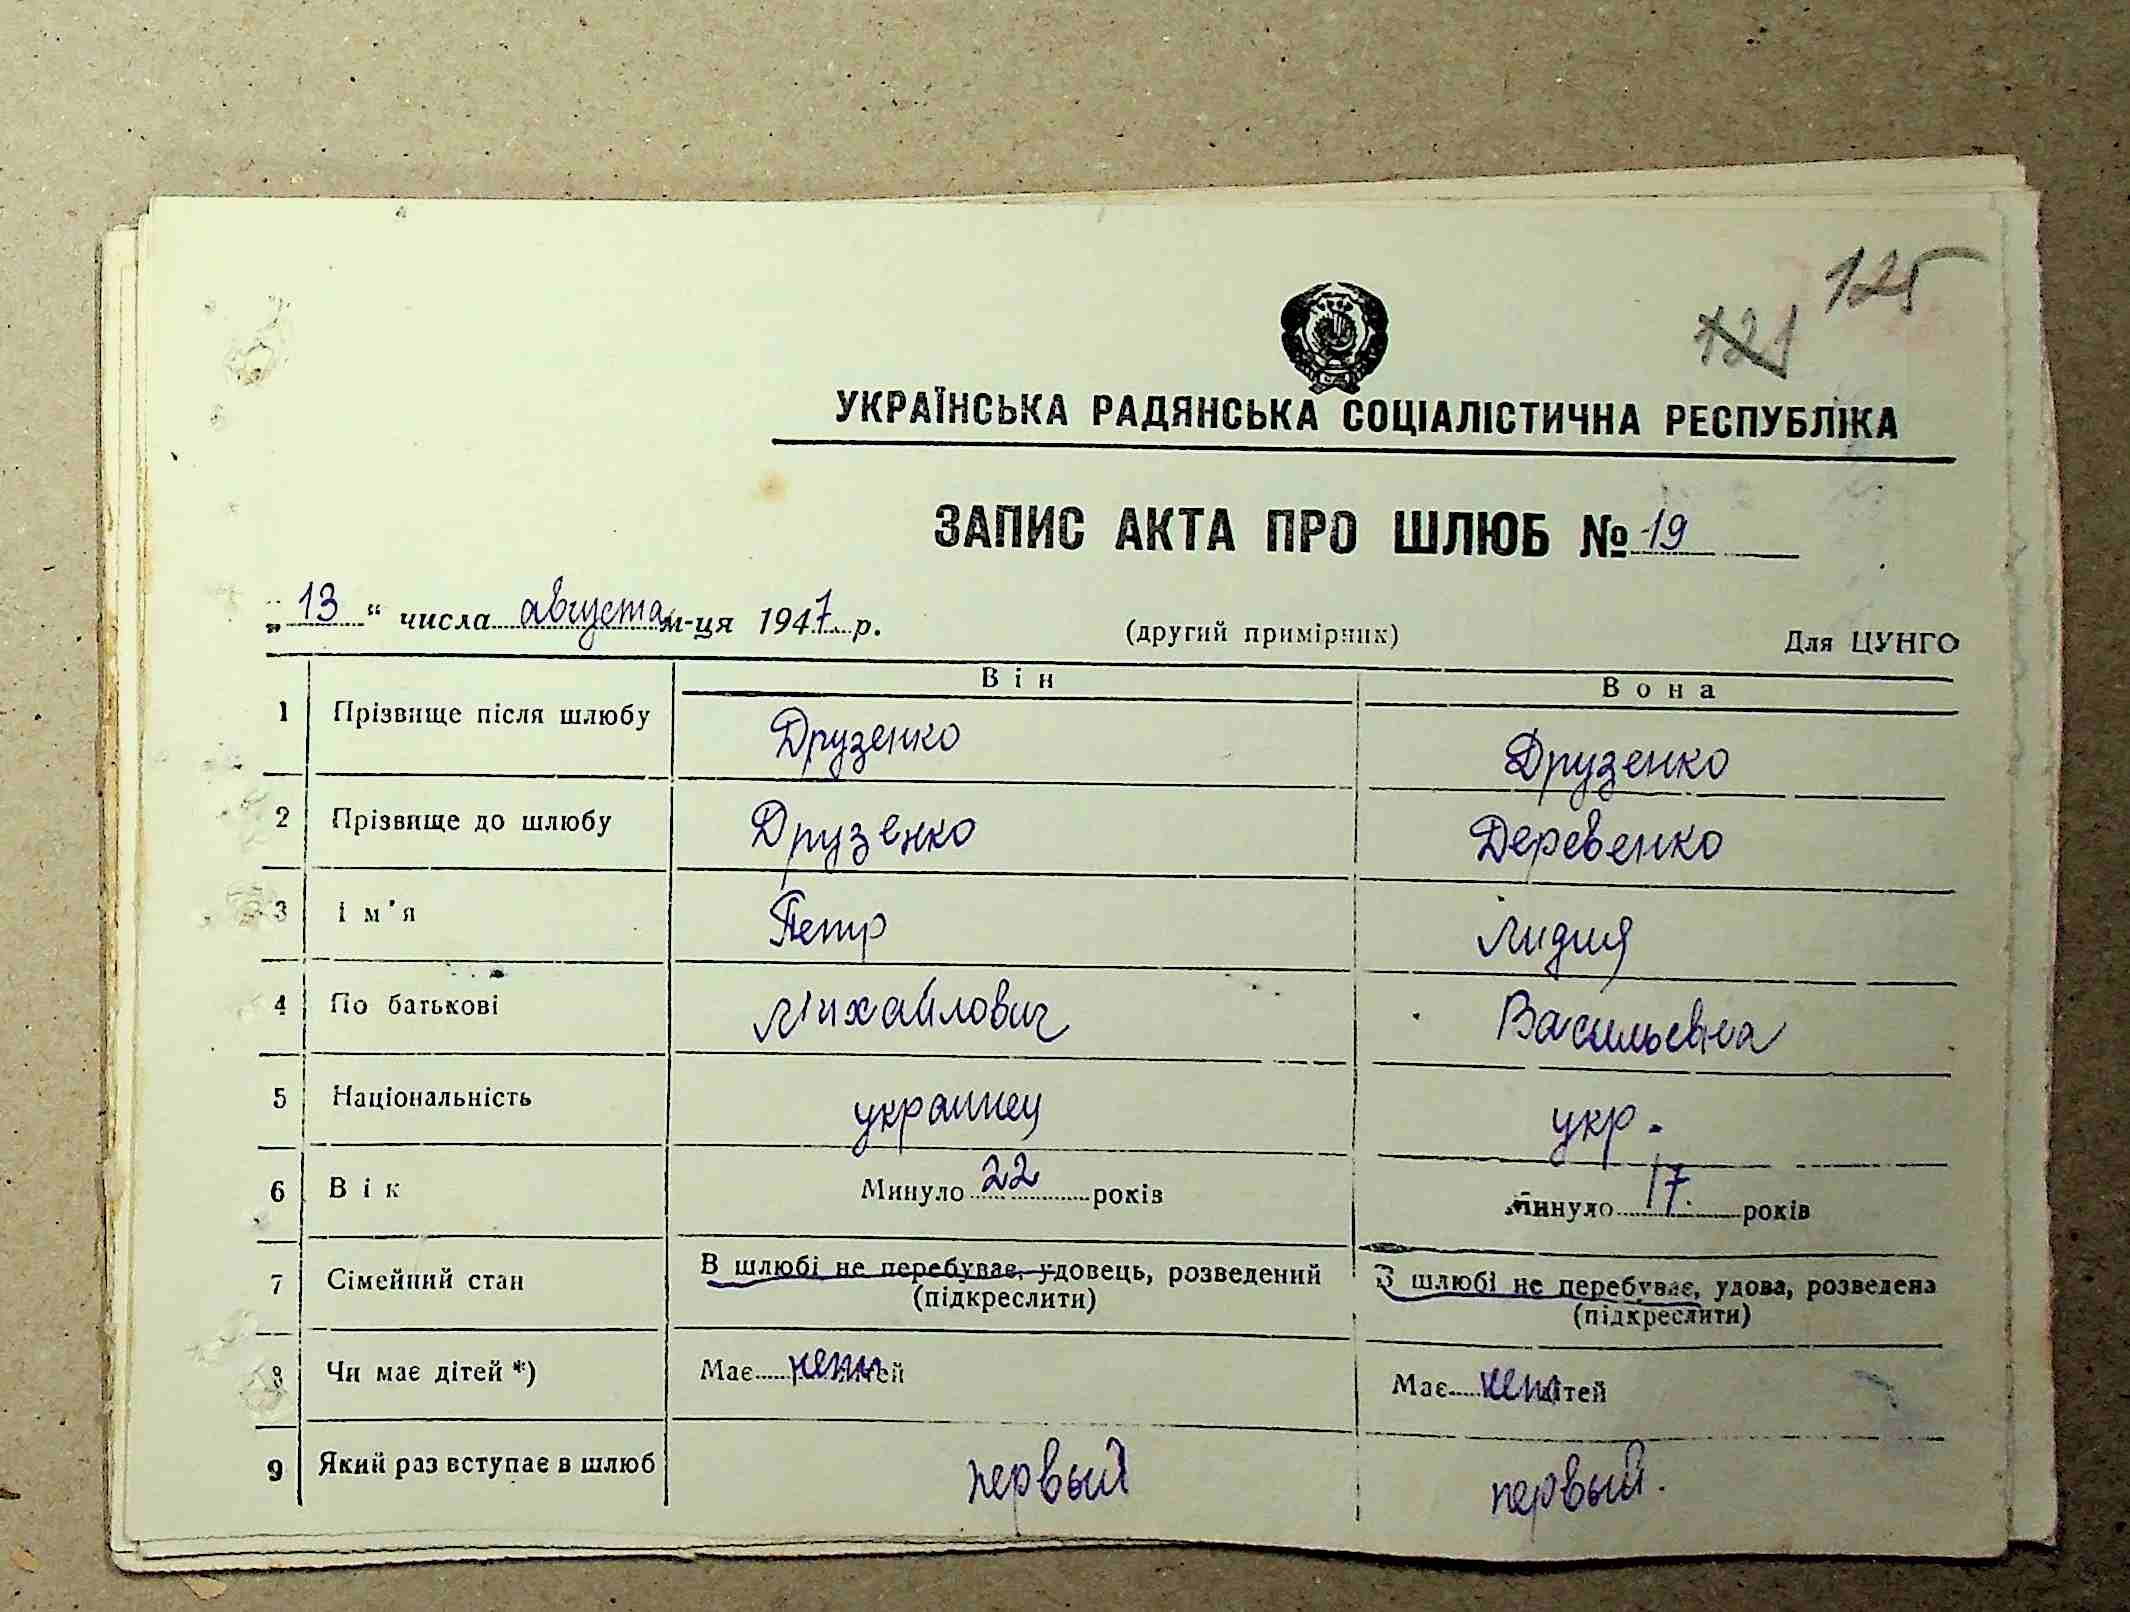 125
121
УКРАЇНСЬКА РАДЯНСЬКА СОЦІАЛІСТИЧНА РЕСПУБЛІКА
ЗАПИС АКТА ПРО ШЛЮБ № 19
„13“ числа августа м-ця 1947 р. (другий примірник) Для ЦУНГО
Він Вона
1 Прізвище після шлюбу Друзенко Друзенко
2 Прізвище до шлюбу Друзенко Деревенко
3 Ім'я Петр Лидия
4 По батькові Михайлович Васильевна
5 Національність украинец укр.
6 Вік Минуло 22 років Минуло 17 років
7 Сімейний стан В шлюбі не перебуває, удовець, розведений В шлюбі не перебуває, удова, розведена
(підкреслити) (підкреслити)
8 Чи має дітей *) Має нет дітей Має нет дітей
9 Який раз вступає в шлюб первый первый.